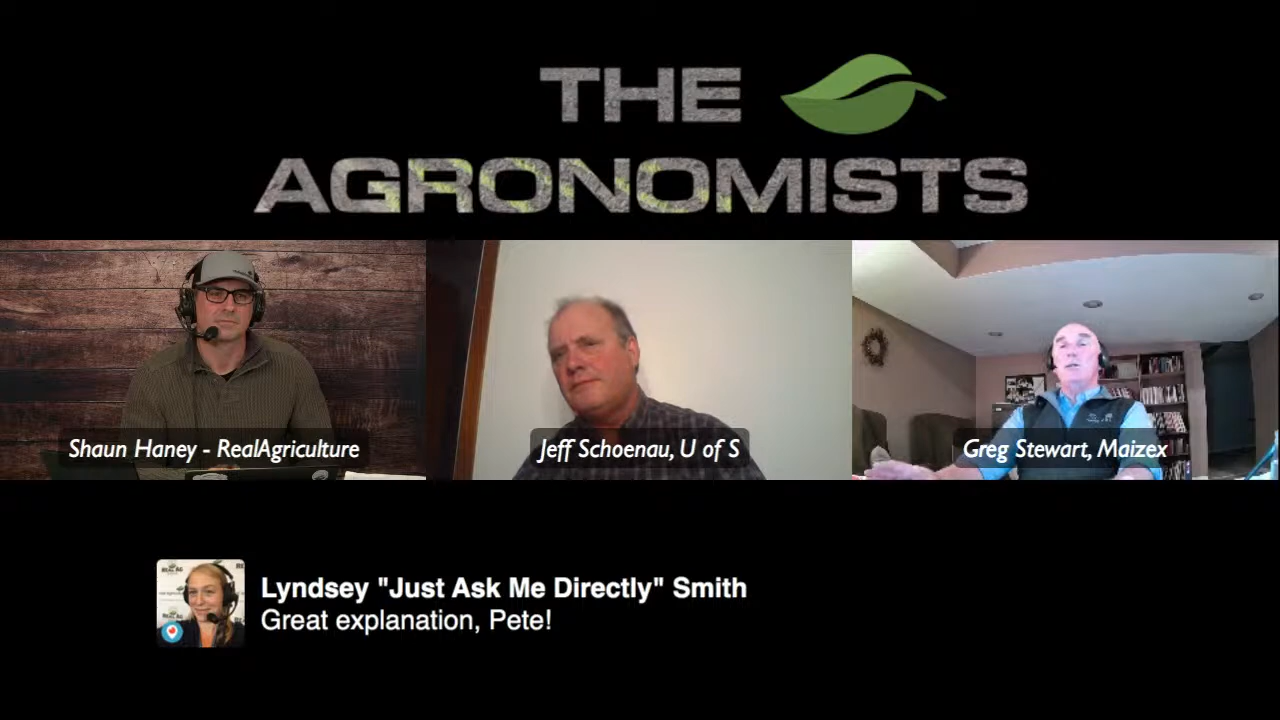 THE
AGRONOMISTS
Shaun Haney - RealAgriculture
Jeff Schoenau, U of S
Greg Stewart, Maizex
Lyndsey "Just Ask Me Directly" Smith
Great explanation, Pete!